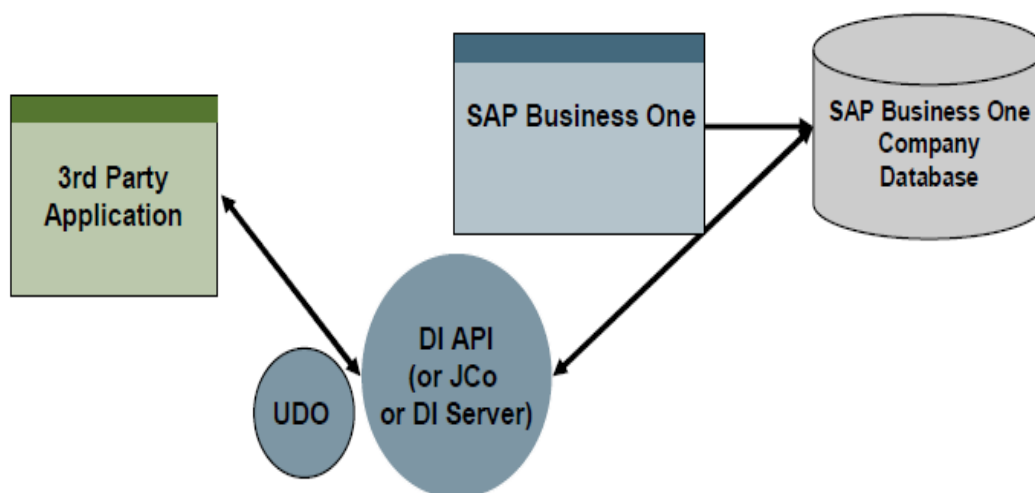 3rd Party
Application
SAP Business One
SAP Business One
Company
Database
UDO
DI API
(or JCo
or DI Server)